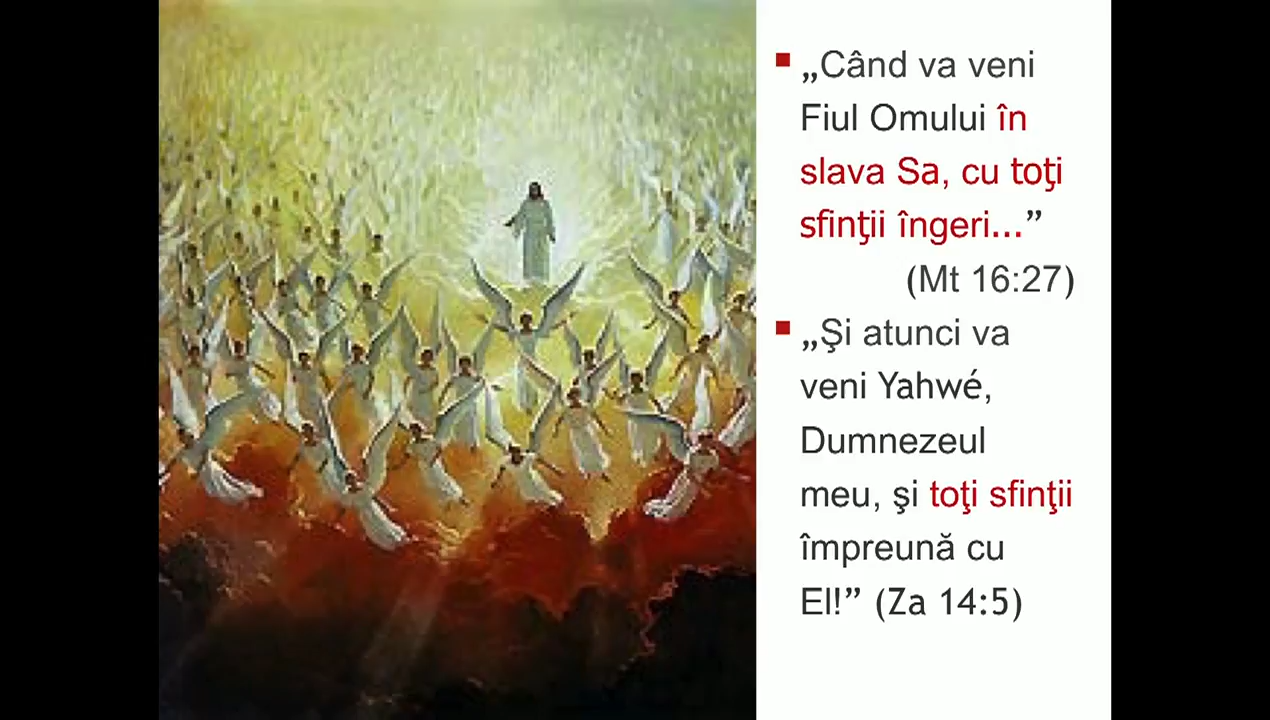 „Când va veni
Fiul Omului în
slava Sa, cu toţi
sfinţii îngeri...”
(Mt 16:27)
„Şi atunci va
veni Yahwé,
Dumnezeul
meu, şi toţi sfinţii
împreună cu
El!” (Za 14:5)